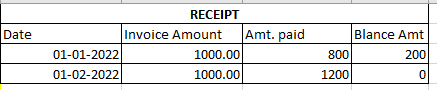 RECEIPT
Date Invoice Amount Amt. paid Blance Amt
01-01-2022 1000.00 800 200
01-02-2022 1000.00 1200 0